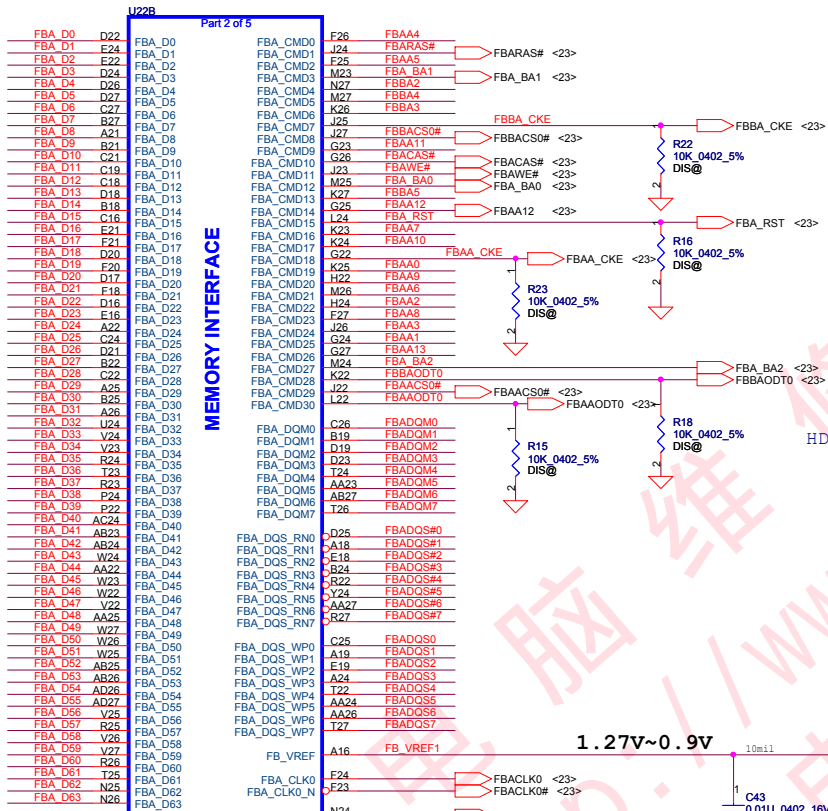 U22B
Part 2 of 5
MEMORY INTERFACE
FBA_D0 D22 FBA_D0 FBA_CMD0 F26 FBAA4
FBA_D1 E24 FBA_D1 FBA_CMD1 J24 FBARAS# FBARAS# <23>
FBA_D2 E22 FBA_D2 FBA_CMD2 F25 FBAA5
FBA_D3 D24 FBA_D3 FBA_CMD3 M23 FBA_BA1 FBA_BA1 <23>
FBA_D4 D26 FBA_D4 FBA_CMD4 N27 FBBA2
FBA_D5 D27 FBA_D5 FBA_CMD5 M27 FBBA4
FBA_D6 C27 FBA_D6 FBA_CMD6 K26 FBBA3
FBA_D7 B27 FBA_D7 FBA_CMD7 J25 FBBA_CKE FBBA_CKE <23>
FBA_D8 A21 FBA_D8 FBA_CMD8 J27 FBBACS0# FBBACS0# <23>
FBA_D9 B21 FBA_D9 FBA_CMD9 G23 FBAA11
FBA_D10 C21 FBA_D10 FBA_CMD10 G26 FBACAS# FBACAS# <23>
FBA_D11 C19 FBA_D11 FBA_CMD11 J23 FBAWE# FBAWE# <23>
FBA_D12 C18 FBA_D12 FBA_CMD12 M25 FBA_BA0 FBA_BA0 <23>
FBA_D13 D18 FBA_D13 FBA_CMD13 K27 FBBA5
FBA_D14 B18 FBA_D14 FBA_CMD14 G25 FBAA12 FBAA12 <23>
FBA_D15 C16 FBA_D15 FBA_CMD15 L24 FBA_RST FBA_RST <23>
FBA_D16 E21 FBA_D16 FBA_CMD16 K23 FBAA7
FBA_D17 F21 FBA_D17 FBA_CMD17 K24 FBAA10
FBA_D18 D20 FBA_D18 FBA_CMD18 G22 FBAA_CKE FBAA_CKE <23>
FBA_D19 F20 FBA_D19 FBA_CMD19 K25 FBAA0
FBA_D20 D17 FBA_D20 FBA_CMD20 H22 FBAA9
FBA_D21 F18 FBA_D21 FBA_CMD21 M26 FBAA6
FBA_D22 D16 FBA_D22 FBA_CMD22 H24 FBAA2
FBA_D23 E16 FBA_D23 FBA_CMD23 F27 FBAA8
FBA_D24 A22 FBA_D24 FBA_CMD24 J26 FBAA3
FBA_D25 C24 FBA_D25 FBA_CMD25 G24 FBAA1
FBA_D26 D21 FBA_D26 FBA_CMD26 G27 FBAA13
FBA_D27 B22 FBA_D27 FBA_CMD27 M24 FBA_BA2 FBA_BA2 <23>
FBA_D28 C22 FBA_D28 FBA_CMD28 K22 FBBAODT0 FBBAODT0 <23>
FBA_D29 A25 FBA_D29 FBA_CMD29 J22 FBAACS0# FBAACS0# <23>
FBA_D30 B25 FBA_D30 FBA_CMD30 L22 FBAAODT0 FBAAODT0 <23>
FBA_D31 A26 FBA_D31
FBA_D32 U24 FBA_D32 FBA_DQM0 C26 FBADQM0
FBA_D33 V24 FBA_D33 FBA_DQM1 B19 FBADQM1
FBA_D34 V23 FBA_D34 FBA_DQM2 D19 FBADQM2
FBA_D35 R24 FBA_D35 FBA_DQM3 D23 FBADQM3
FBA_D36 T23 FBA_D36 FBA_DQM4 T24 FBADQM4
FBA_D37 R23 FBA_D37 FBA_DQM5 AA23 FBADQM5
FBA_D38 P24 FBA_D38 FBA_DQM6 AB27 FBADQM6
FBA_D39 P22 FBA_D39 FBA_DQM7 T26 FBADQM7
FBA_D40 AC24 FBA_D40
FBA_D41 AB23 FBA_D41 FBA_DQS_RN0 D25 FBADQS#0
FBA_D42 AB24 FBA_D42 FBA_DQS_RN1 A18 FBADQS#1
FBA_D43 W24 FBA_D43 FBA_DQS_RN2 E18 FBADQS#2
FBA_D44 AA22 FBA_D44 FBA_DQS_RN3 B24 FBADQS#3
FBA_D45 W23 FBA_D45 FBA_DQS_RN4 R22 FBADQS#4
FBA_D46 W22 FBA_D46 FBA_DQS_RN5 Y24 FBADQS#5
FBA_D47 V22 FBA_D47 FBA_DQS_RN6 AA27 FBADQS#6
FBA_D48 AA25 FBA_D48 FBA_DQS_RN7 R27 FBADQS#7
FBA_D49 W27 FBA_D49
FBA_D50 W26 FBA_D50 FBA_DQS_WP0 C25 FBADQS0
FBA_D51 W25 FBA_D51 FBA_DQS_WP1 A19 FBADQS1
FBA_D52 AB25 FBA_D52 FBA_DQS_WP2 E19 FBADQS2
FBA_D53 AB26 FBA_D53 FBA_DQS_WP3 A24 FBADQS3
FBA_D54 AD26 FBA_D54 FBA_DQS_WP4 T22 FBADQS4
FBA_D55 AD27 FBA_D55 FBA_DQS_WP5 AA24 FBADQS5
FBA_D56 V25 FBA_D56 FBA_DQS_WP6 AA26 FBADQS6
FBA_D57 R25 FBA_D57 FBA_DQS_WP7 T27 FBADQS7
FBA_D58 V26 FBA_D58
FBA_D59 V27 FBA_D59 FB_VREF A16 FB_VREF1 1.27V~0.9V 10mil
FBA_D60 R26 FBA_D60
FBA_D61 T25 FBA_D61 FBA_CLK0 F24 FBACLK0 <23>
FBA_D62 N25 FBA_D62 FBA_CLK0_N F23 FBACLK0# <23>
FBA_D63 N26 FBA_D63 N24
1 R22 10K_0402_5% DIS@ 2
1 R16 10K_0402_5% DIS@ 2
1 R23 10K_0402_5% DIS@ 2
1 R18 10K_0402_5% DIS@ 2
1 R15 10K_0402_5% DIS@ 2
HD
1 C43
0.01U_0402_16V
电脑维